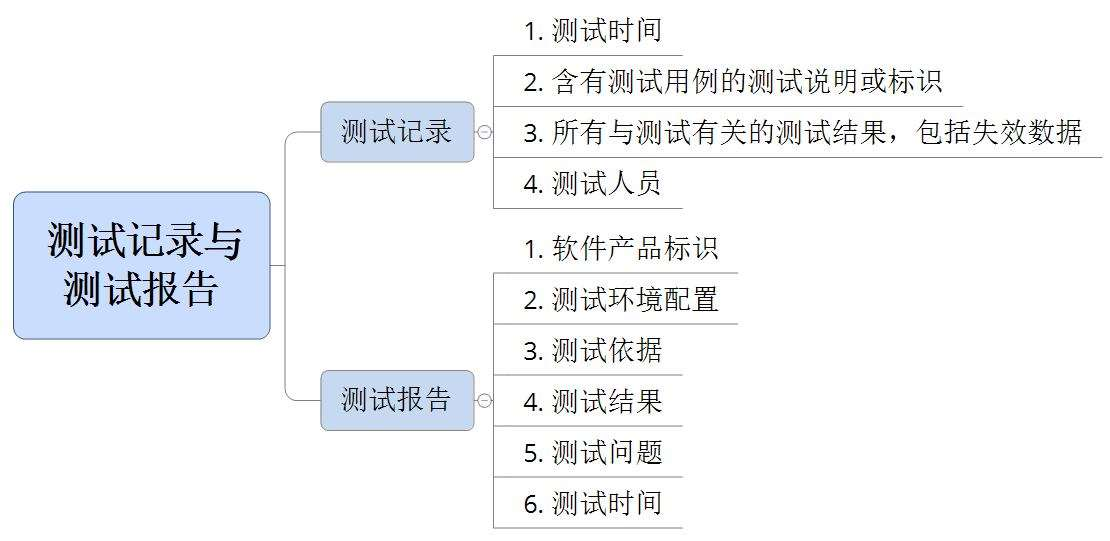 测试记录与
测试报告
测试记录
1. 测试时间
2. 含有测试用例的测试说明或标识
3. 所有与测试有关的测试结果，包括失效数据
4. 测试人员
测试报告
1. 软件产品标识
2. 测试环境配置
3. 测试依据
4. 测试结果
5. 测试问题
6. 测试时间